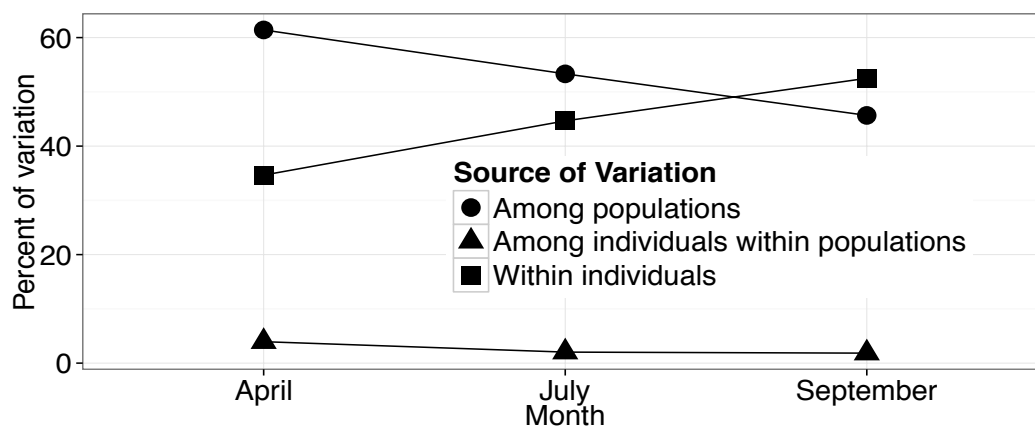 60
40
20
0
Percent of variation
Source of Variation
Among populations
Among individuals within populations
Within individuals
April
July
September
Month